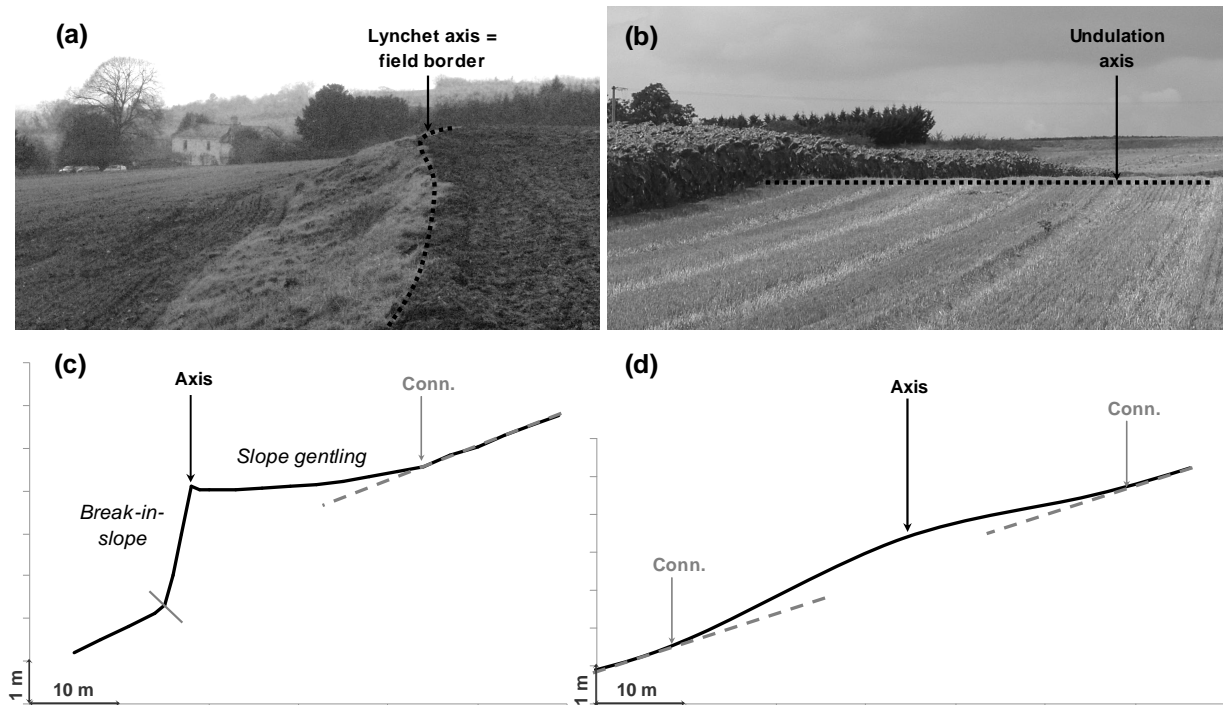 (a)
Lynchet axis =
field border
(b)
Undulation
axis
(c)
Axis
Conn.
Slope gentling
Break-in-
slope
1 m
10 m
(d)
Axis
Conn.
Conn.
1 m
10 m